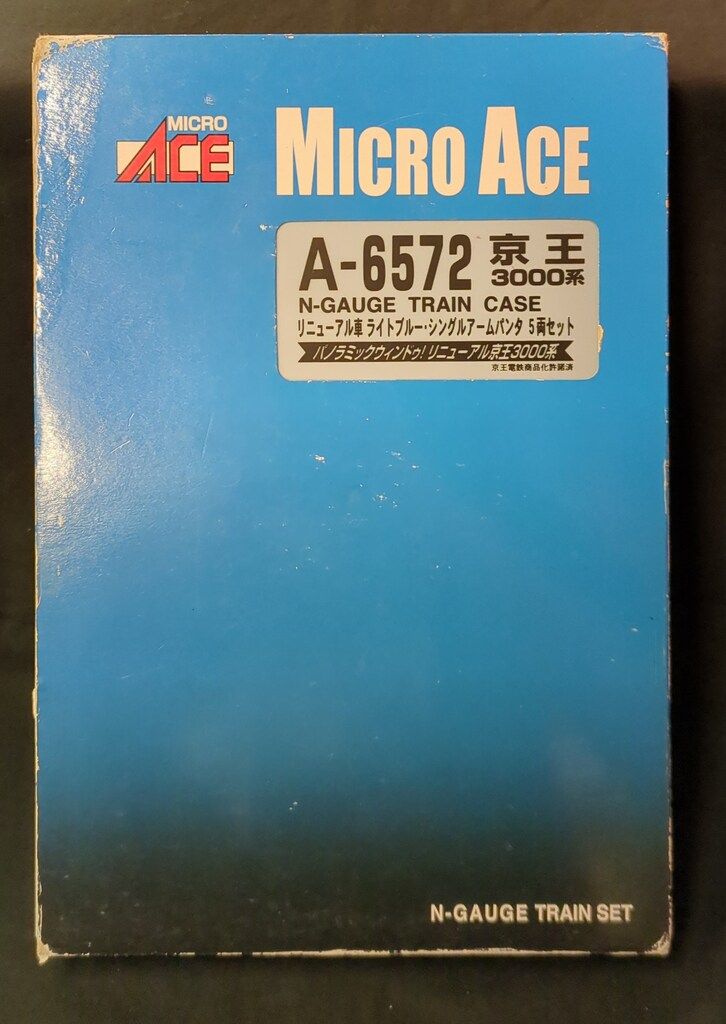 MICRO
ACE
MICRO ACE
A-6572 京王
3000系
N-GAUGE TRAIN CASE
リニューアル車 ライトブルー・シングルアームパンタ 5両セット
パノラミックウィンドゥ! リニューアル京王3000系
京王電鉄商品化許諾済
N-GAUGE TRAIN SET